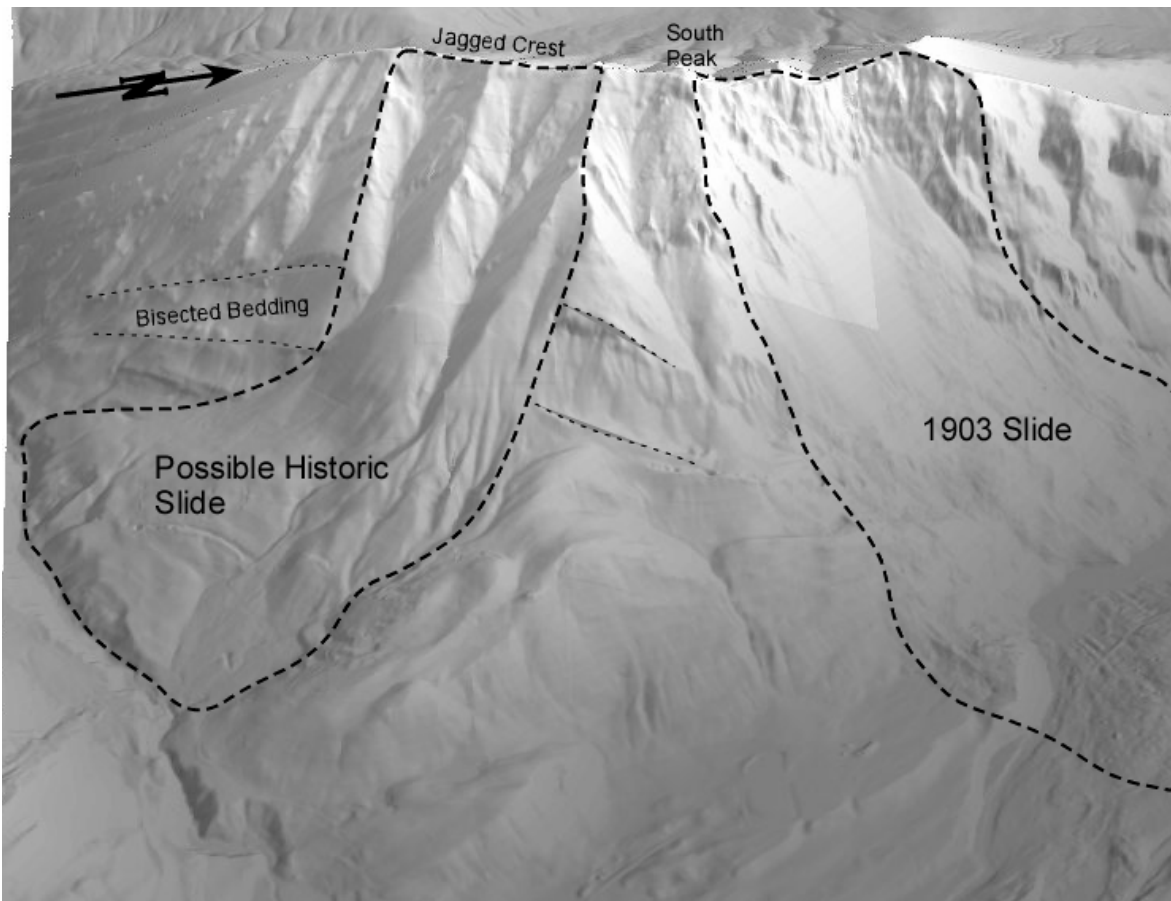 Jagged Crest
South
Peak
N
Bisected Bedding
1903 Slide
Possible Historic
Slide